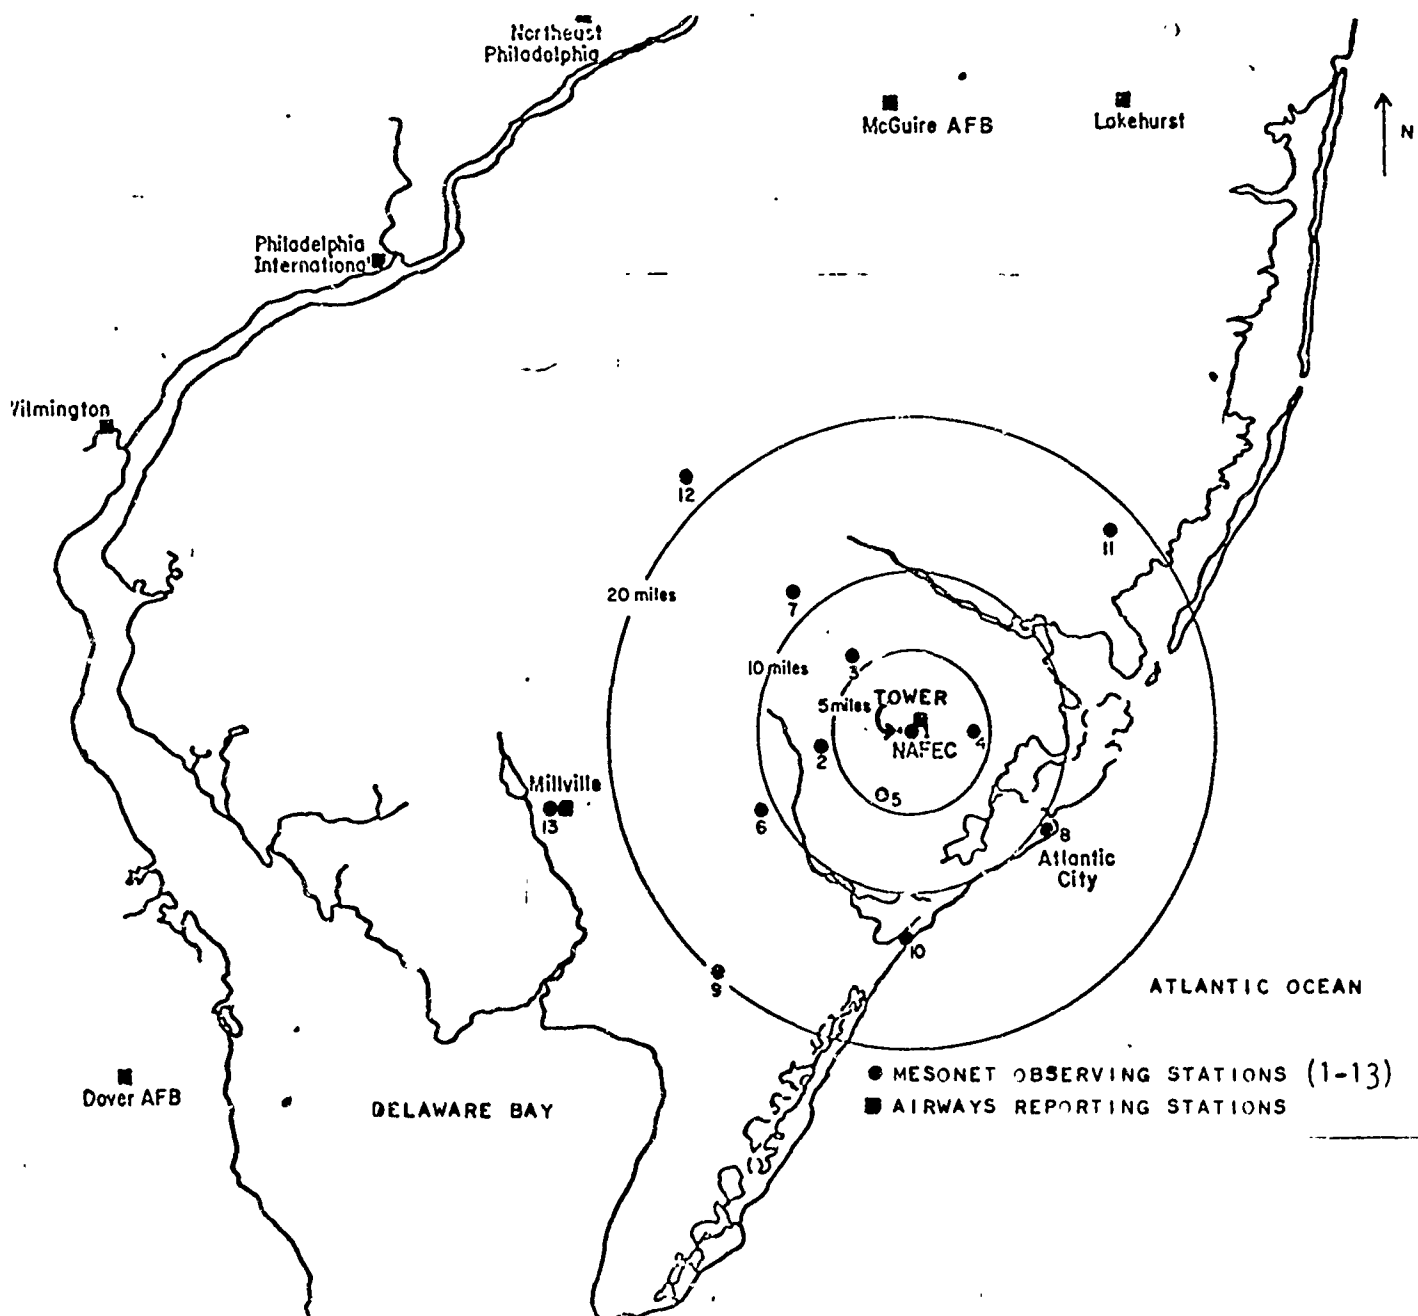 Northeast
Philadelphia
McGuire AFB
Lakehurst
N
Philadelphia
International
Wilmington
12
11
20 miles
7
3
10 miles
5 miles
TOWER
1
4
NAFEC
2
5
Millville
13
6
8
Atlantic
City
10
9
ATLANTIC OCEAN
● MESONET OBSERVING STATIONS (1-13)
■ AIRWAYS REPORTING STATIONS
Dover AFB
DELAWARE BAY